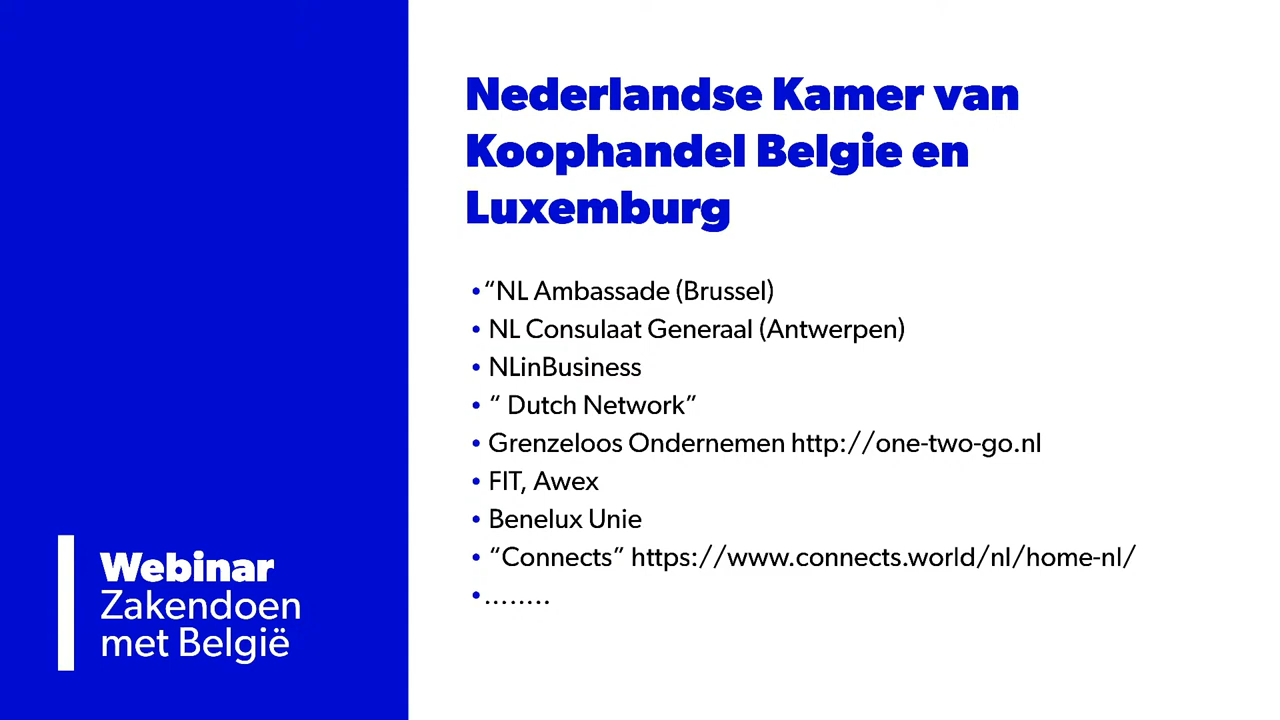 Nederlandse Kamer van
Koophandel Belgie en
Luxemburg
•“NL Ambassade (Brussel)
• NL Consulaat Generaal (Antwerpen)
• NLinBusiness
• “ Dutch Network”
• Grenzeloos Ondernemen http://one-two-go.nl
• FIT, Awex
• Benelux Unie
• “Connects” https://www.connects.world/nl/home-nl/
•........
Webinar
Zakendoen
met België